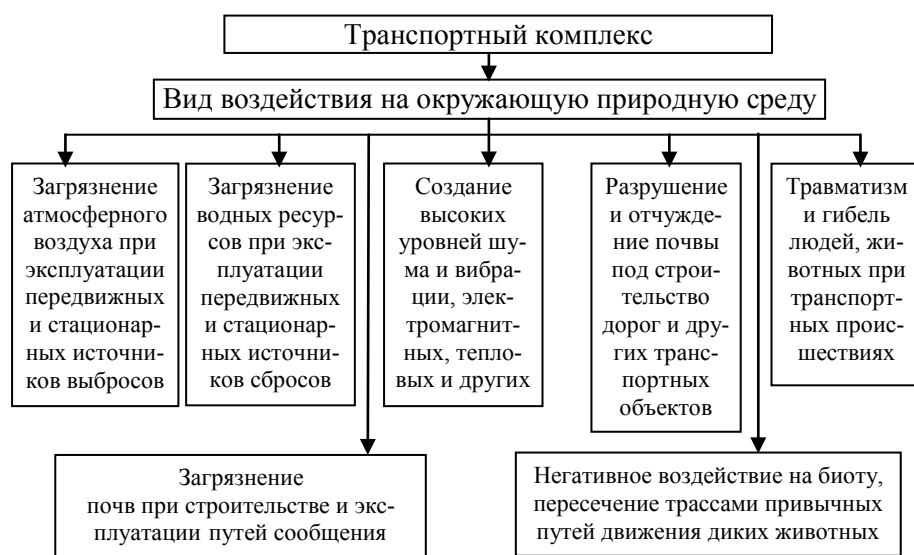 Транспортный комплекс
Вид воздействия на окружающую природную среду
Загрязнение
атмосферного
воздуха при
эксплуатации
передвижных
и стационар-
ных источни-
ков выбросов
Загрязнение
водных ресур-
сов при экс-
плуатации
передвижных
и стационар-
ных источни-
ков сбросов
Создание
высоких
уровней шу-
ма и вибра-
ции, элек-
тромагнит-
ных, тепло-
вых и других
Разрушение
и отчужде-
ние почвы
под строи-
тельство
дорог и дру-
гих транс-
портных
объектов
Травматизм
и гибель
людей, жи-
вотных при
транспорт-
ных проис-
шествиях
Загрязнение
почв при строительстве и экс-
плуатации путей сообщения
Негативное воздействие на биоту,
пересечение трассами привычных
путей движения диких животных